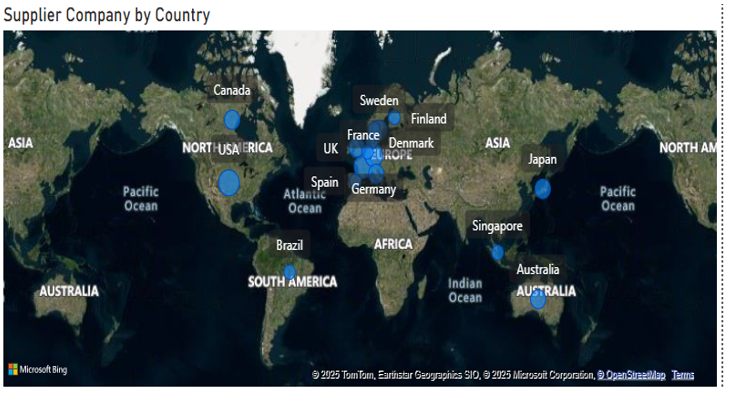 Supplier Company by Country
Canada
Sweden
Finland
ASIA
NORTH AMERICA
USA
France
UK
Denmark
EUROPE
ASIA
Japan
NORTH AM
Pacific
Ocean
Spain
Germany
Atlantic
Ocean
Pacific
Ocean
Singapore
Brazil
AFRICA
SOUTH AMERICA
Indian
Ocean
Australia
AUSTRALIA
AUSTRALIA
Microsoft Bing
© 2025 TomTom, Earthstar Geographics SIO, © 2025 Microsoft Corporation, © OpenStreetMap Terms